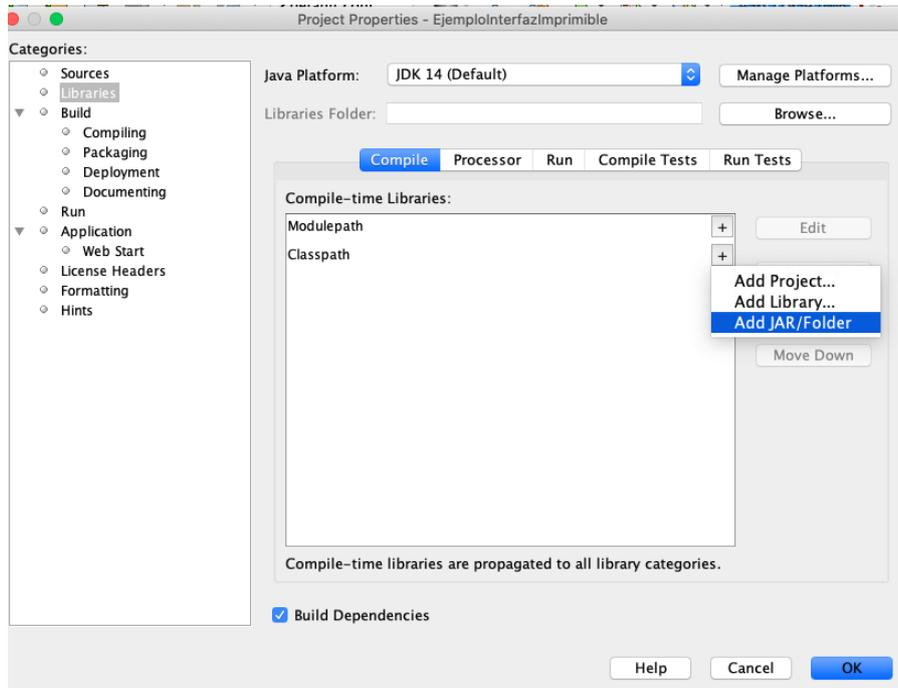 Project Properties - EjemploInterfazImprimible
Categories:
Sources
Libraries
Build
Compiling
Packaging
Deployment
Documenting
Run
Application
Web Start
License Headers
Formatting
Hints
Java Platform: JDK 14 (Default) Manage Platforms...
Libraries Folder: Browse...
Compile Processor Run Compile Tests Run Tests
Compile-time Libraries:
Modulepath + Edit
Classpath +
Add Project...
Add Library...
Add JAR/Folder
Move Down
Compile-time libraries are propagated to all library categories.
Build Dependencies
Help Cancel OK